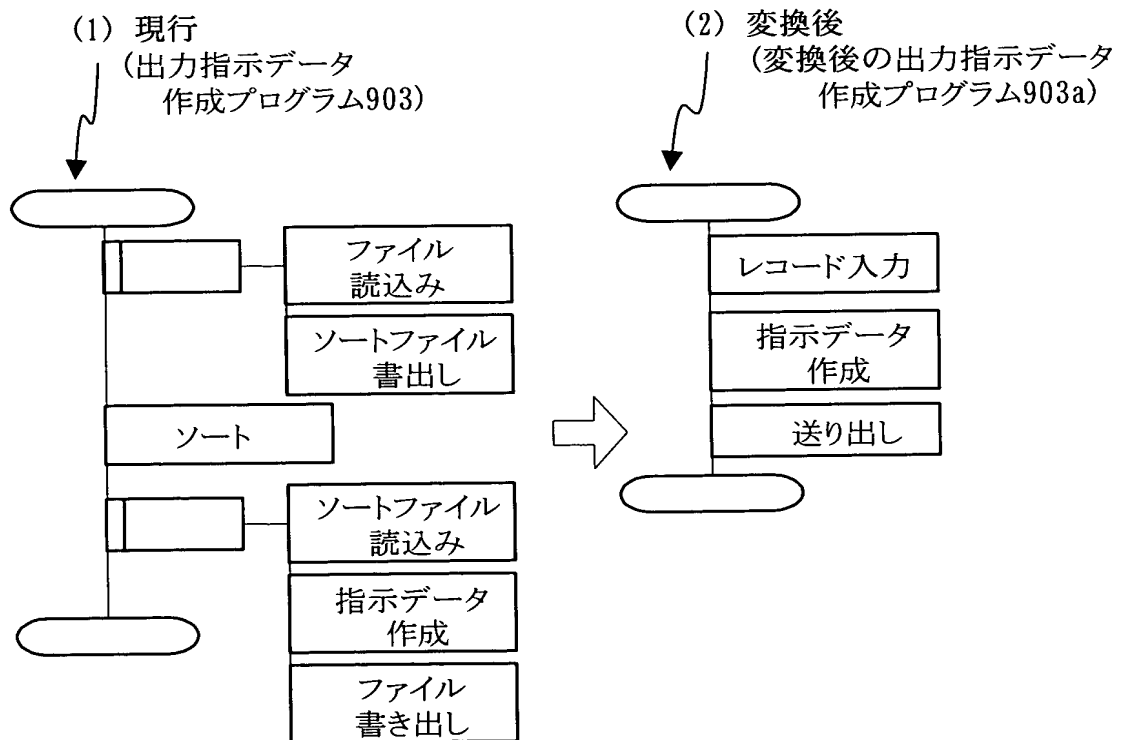 (1) 現行
(出力指示データ
作成プログラム903)
ファイル
読込み
ソートファイル
書出し
ソート
ソートファイル
読込み
指示データ
作成
ファイル
書き出し
(2) 変換後
(変換後の出力指示データ
作成プログラム903a)
レコード入力
指示データ
作成
送り出し